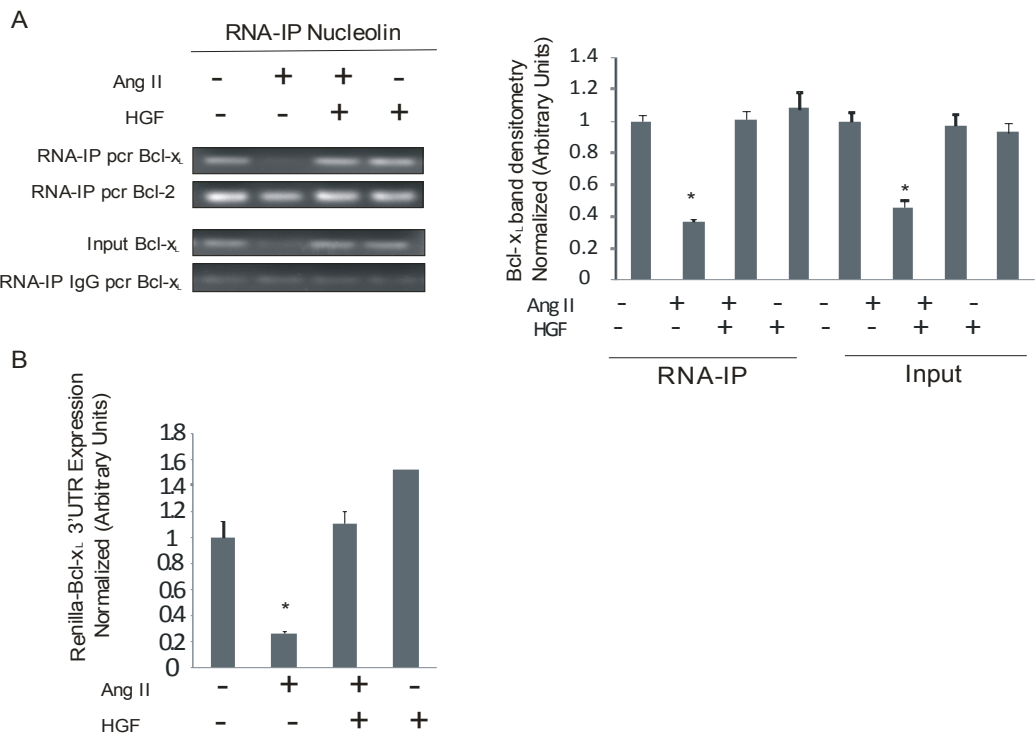 A
RNA-IP Nucleolin
Ang II - + + -
HGF - - + +
RNA-IP pcr Bcl-xL
RNA-IP pcr Bcl-2
Input Bcl-xL
RNA-IP IgG pcr Bcl-xL
Bcl-xL band densitometry
Normalized (Arbitrary Units)
1.4
1.2
1
0.8
0.6
0.4
0.2
0
*
*
Ang II - + + - - + + -
HGF - - + + - - + +
RNA-IP
Input
B
Renilla-Bcl-xL 3'UTR Expression
Normalized (Arbitrary Units)
1.8
1.6
1.4
1.2
1
0.8
0.6
0.4
0.2
0
*
Ang II - + + -
HGF - - + +